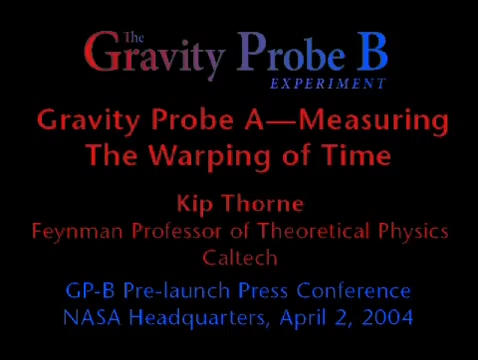 The
Gravity Probe B
EXPERIMENT
Gravity Probe A—Measuring
The Warping of Time
Kip Thorne
Feynman Professor of Theoretical Physics
Caltech
GP-B Pre-launch Press Conference
NASA Headquarters, April 2, 2004